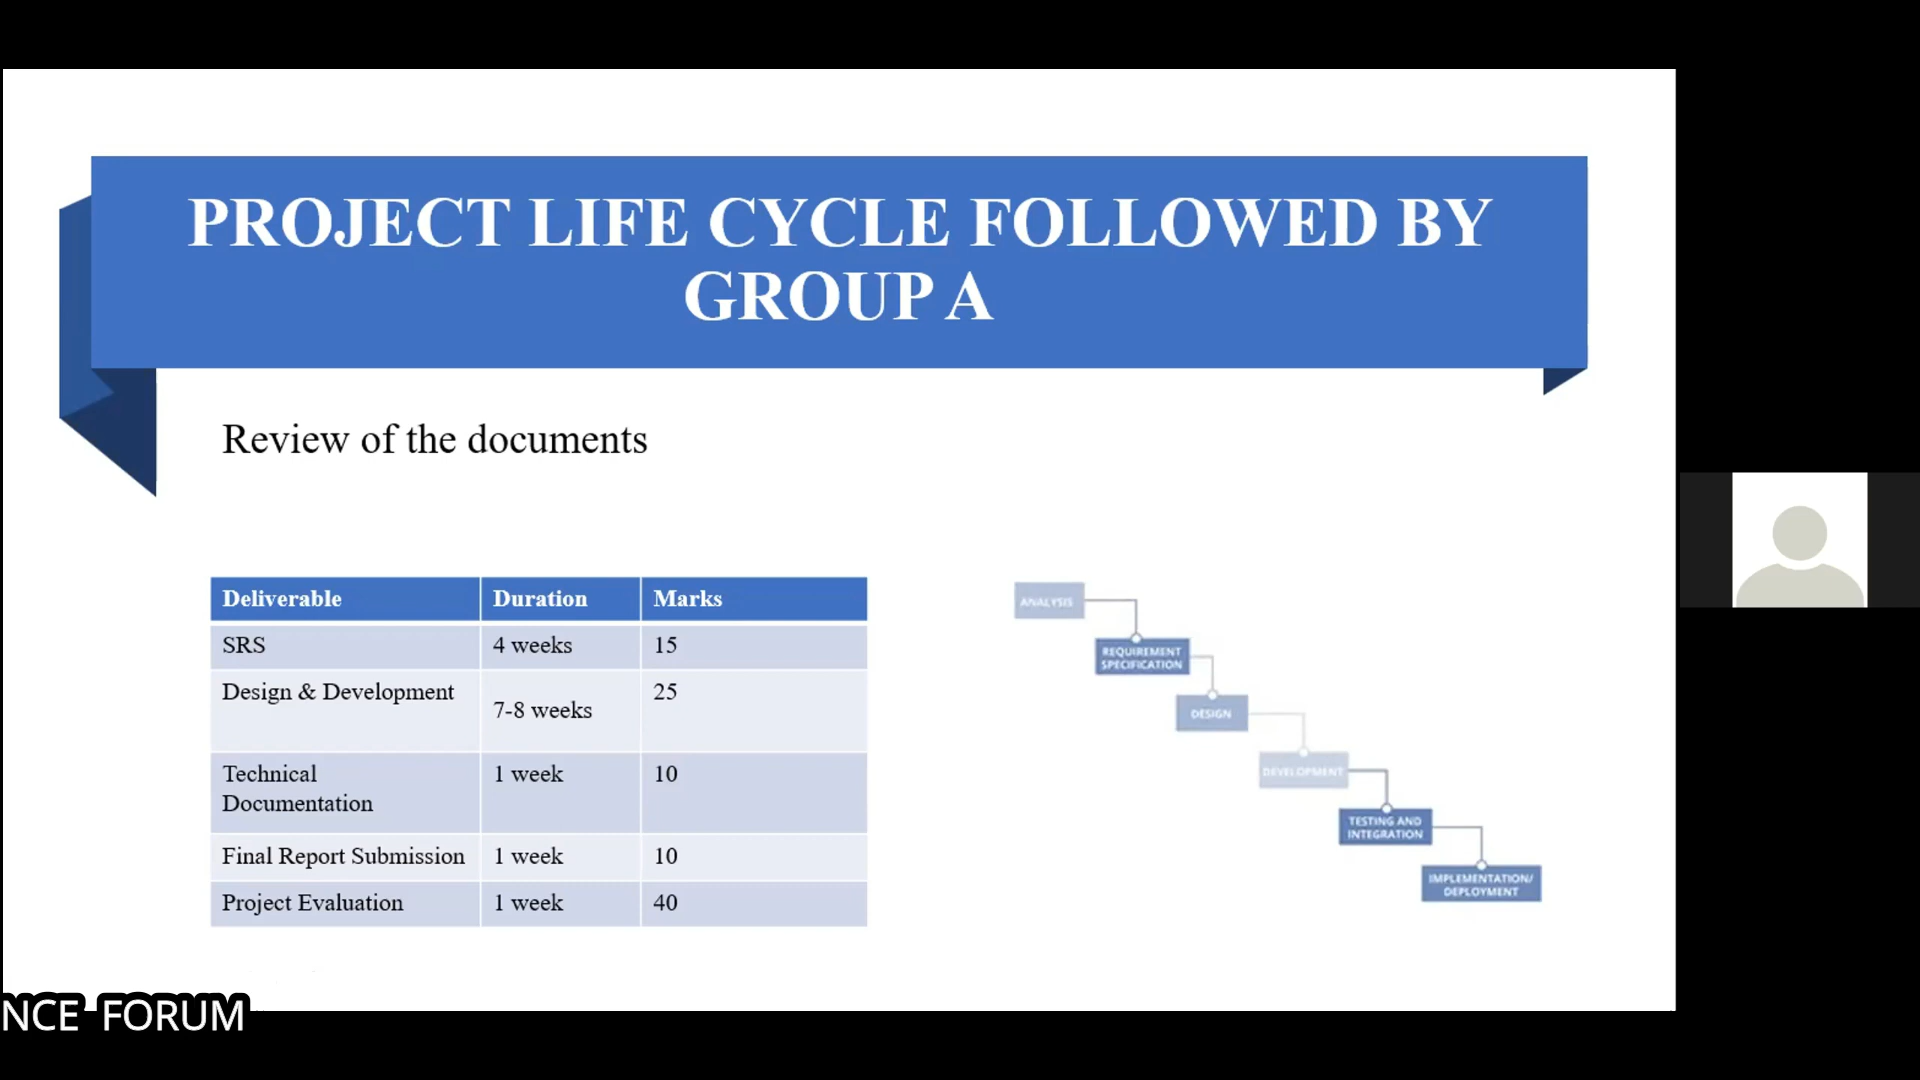 PROJECT LIFE CYCLE FOLLOWED BY
GROUP A
Review of the documents
Deliverable Duration Marks
SRS 4 weeks 15
Design & Development 7-8 weeks 25
Technical
Documentation 1 week 10
Final Report Submission 1 week 10
Project Evaluation 1 week 40
ANALYSIS
REQUIREMENT
SPECIFICATION
DESIGN
DEVELOPMENT
TESTING AND
INTEGRATION
IMPLEMENTATION/
DEPLOYMENT
NCE FORUM